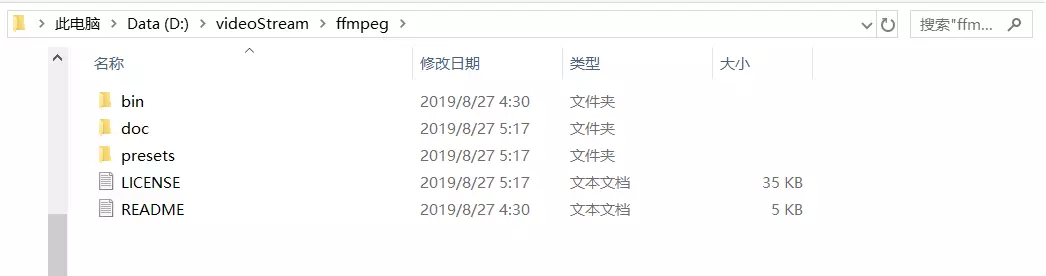 此电脑 > Data (D:) > videoStream > ffmpeg >
搜索"ffm...
名称 修改日期 类型 大小
bin 2019/8/27 4:30 文件夹
doc 2019/8/27 5:17 文件夹
presets 2019/8/27 5:17 文件夹
LICENSE 2019/8/27 5:17 文本文档 35 KB
README 2019/8/27 4:30 文本文档 5 KB